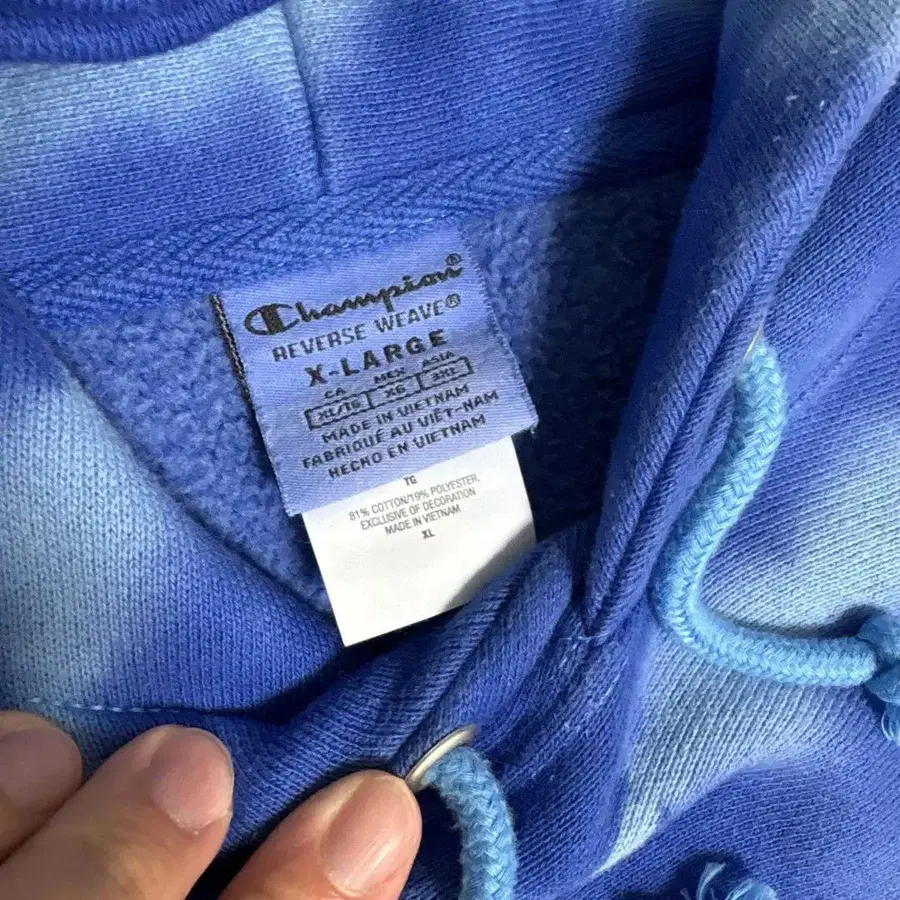 Champion®
REVERSE WEAVE®
X-LARGE
CA MEX ASIA
XL/TG XG 2XL
MADE IN VIETNAM
FABRIQUÉ AU VIÊT-NAM
HECHO EN VIETNAM
TG
81% COTTON/19% POLYESTER,
EXCLUSIVE OF DECORATION
MADE IN VIETNAM
XL